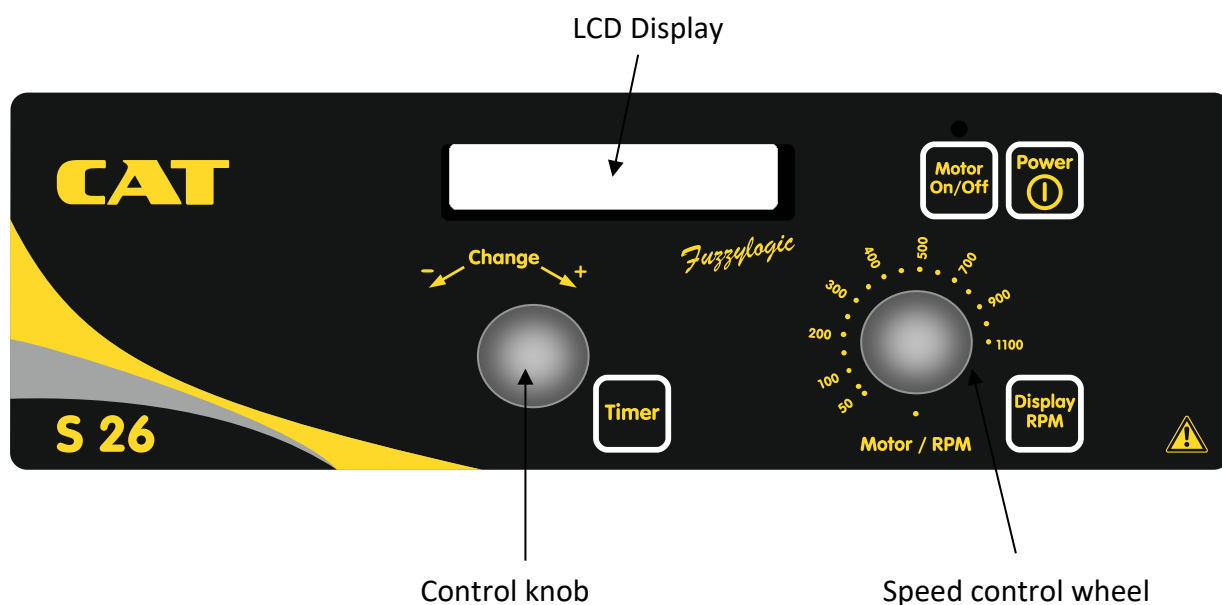 LCD Display
CAT
Motor
On/Off
Power
Fuzzylogic
- Change +
400
500
700
300
900
200
1100
100
50
Timer
Display
RPM
S 26
Motor / RPM
Control knob
Speed control wheel